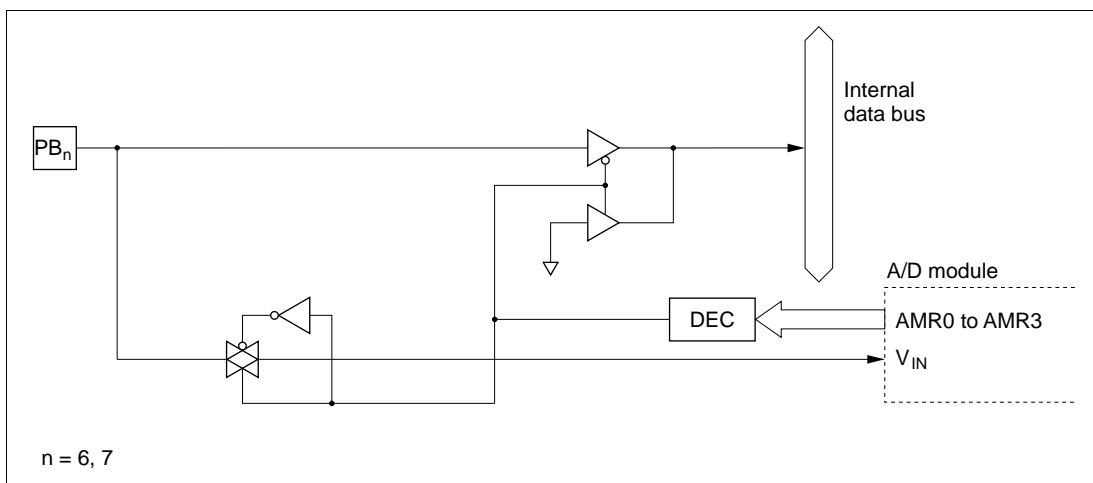 Internal
data bus
PBn
A/D module
DEC
AMR0 to AMR3
VIN
n = 6, 7